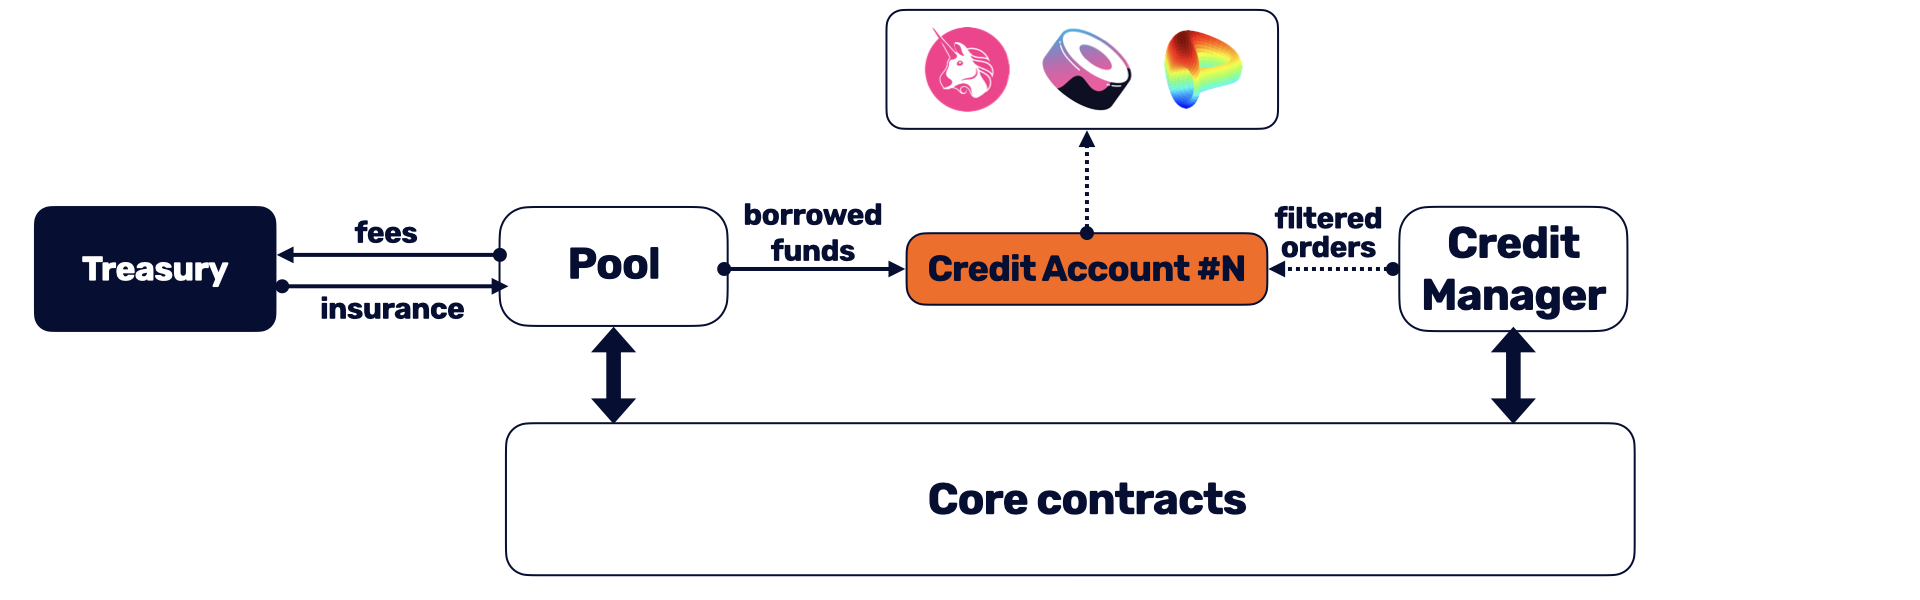 Treasury
fees
insurance
Pool
borrowed
funds
Credit Account #N
filtered
orders
Credit
Manager
Core contracts